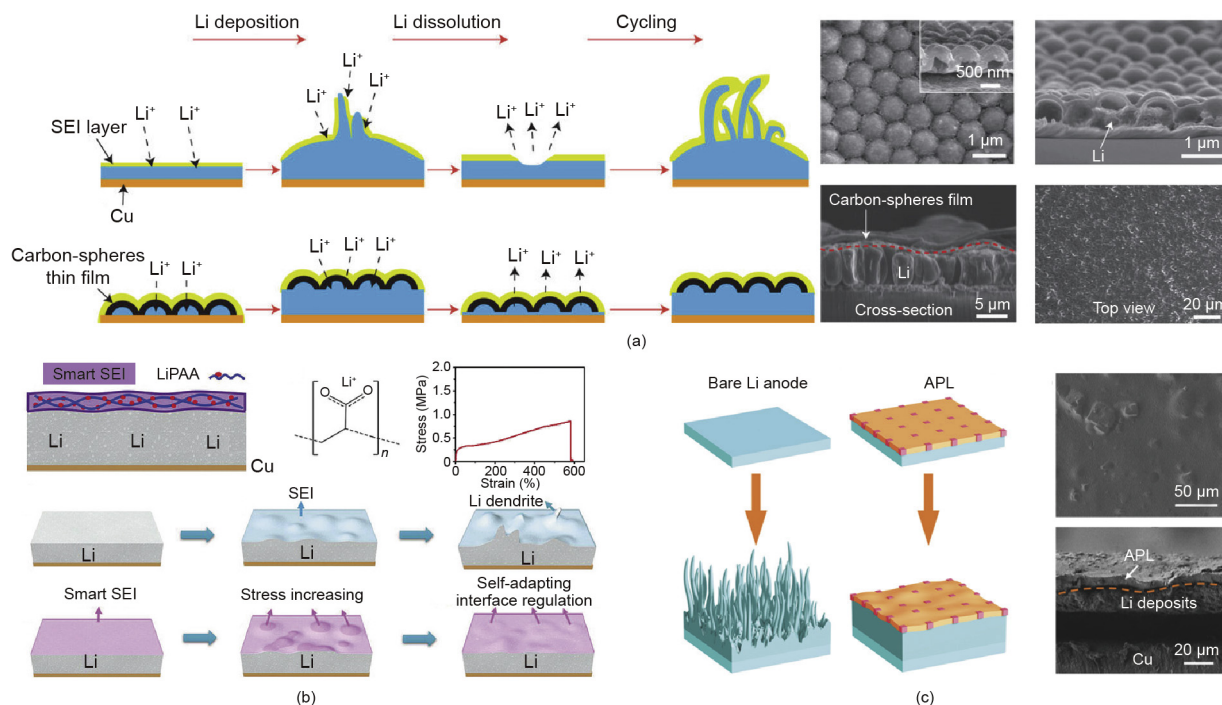 Li deposition
Li dissolution
Cycling
Li⁺
Li⁺
Li⁺
SEI layer
Li⁺
Li⁺
Li⁺
Li⁺
Li⁺
Cu
Carbon-spheres
thin film
Li⁺
Li⁺
Li⁺
Li⁺
Li⁺
Li⁺
Li⁺
Li⁺
500 nm
1 µm
Li
1 µm
Carbon-spheres film
Li
Cross-section
5 µm
Top view
20 µm
(a)
Smart SEI
LiPAA
Li
Li
Li
Cu
Li⁺
O
O
n
Stress (MPa)
2.0
1.5
1.0
0.5
0
0
200
400
600
Strain (%)
SEI
Li dendrite
Li
Li
Li
Smart SEI
Stress increasing
Self-adapting
interface regulation
Li
Li
Li
(b)
Bare Li anode
APL
50 µm
APL
Li deposits
Cu
20 µm
(c)